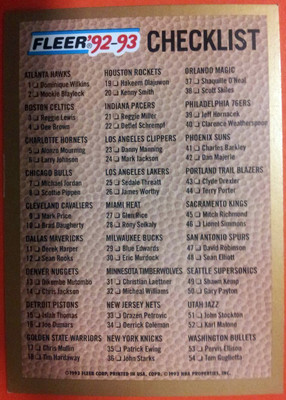 FLEER '92-93 CHECKLIST
ATLANTA HAWKS
1 ❏ Dominique Wilkins
2 ❏ Mookie Blaylock
BOSTON CELTICS
3 ❏ Reggie Lewis
4 ❏ Dee Brown
CHARLOTTE HORNETS
5 ❏ Alonzo Mourning
6 ❏ Larry Johnson
CHICAGO BULLS
7 ❏ Michael Jordan
8 ❏ Scottie Pippen
CLEVELAND CAVALIERS
9 ❏ Mark Price
10 ❏ Brad Daugherty
DALLAS MAVERICKS
11 ❏ Derek Harper
12 ❏ Sean Rooks
DENVER NUGGETS
13 ❏ Dikembe Mutombo
14 ❏ Chris Jackson
DETROIT PISTONS
15 ❏ Isiah Thomas
16 ❏ Joe Dumars
GOLDEN STATE WARRIORS
17 ❏ Chris Mullin
18 ❏ Tim Hardaway
HOUSTON ROCKETS
19 ❏ Hakeem Olajuwon
20 ❏ Kenny Smith
INDIANA PACERS
21 ❏ Reggie Miller
22 ❏ Detlef Schrempf
LOS ANGELES CLIPPERS
23 ❏ Danny Manning
24 ❏ Mark Jackson
LOS ANGELES LAKERS
25 ❏ Sedale Threatt
26 ❏ James Worthy
MIAMI HEAT
27 ❏ Glen Rice
28 ❏ Rony Seikaly
MILWAUKEE BUCKS
29 ❏ Blue Edwards
30 ❏ Eric Murdock
MINNESOTA TIMBERWOLVES
31 ❏ Christian Laettner
32 ❏ Micheal Williams
NEW JERSEY NETS
33 ❏ Drazen Petrovic
34 ❏ Derrick Coleman
NEW YORK KNICKS
35 ❏ Patrick Ewing
36 ❏ John Starks
ORLANDO MAGIC
37 ❏ Shaquille O'Neal
38 ❏ Scott Skiles
PHILADELPHIA 76ERS
39 ❏ Jeff Hornacek
40 ❏ Clarence Weatherspoon
PHOENIX SUNS
41 ❏ Charles Barkley
42 ❏ Dan Majerle
PORTLAND TRAIL BLAZERS
43 ❏ Clyde Drexler
44 ❏ Terry Porter
SACRAMENTO KINGS
45 ❏ Mitch Richmond
46 ❏ Lionel Simmons
SAN ANTONIO SPURS
47 ❏ David Robinson
48 ❏ Sean Elliott
SEATTLE SUPERSONICS
49 ❏ Shawn Kemp
50 ❏ Gary Payton
UTAH JAZZ
51 ❏ John Stockton
52 ❏ Karl Malone
WASHINGTON BULLETS
53 ❏ Pervis Ellison
54 ❏ Tom Gugliotta
©1993 FLEER CORP. PRINTED IN USA. ©1993 NBA PROPERTIES, INC.